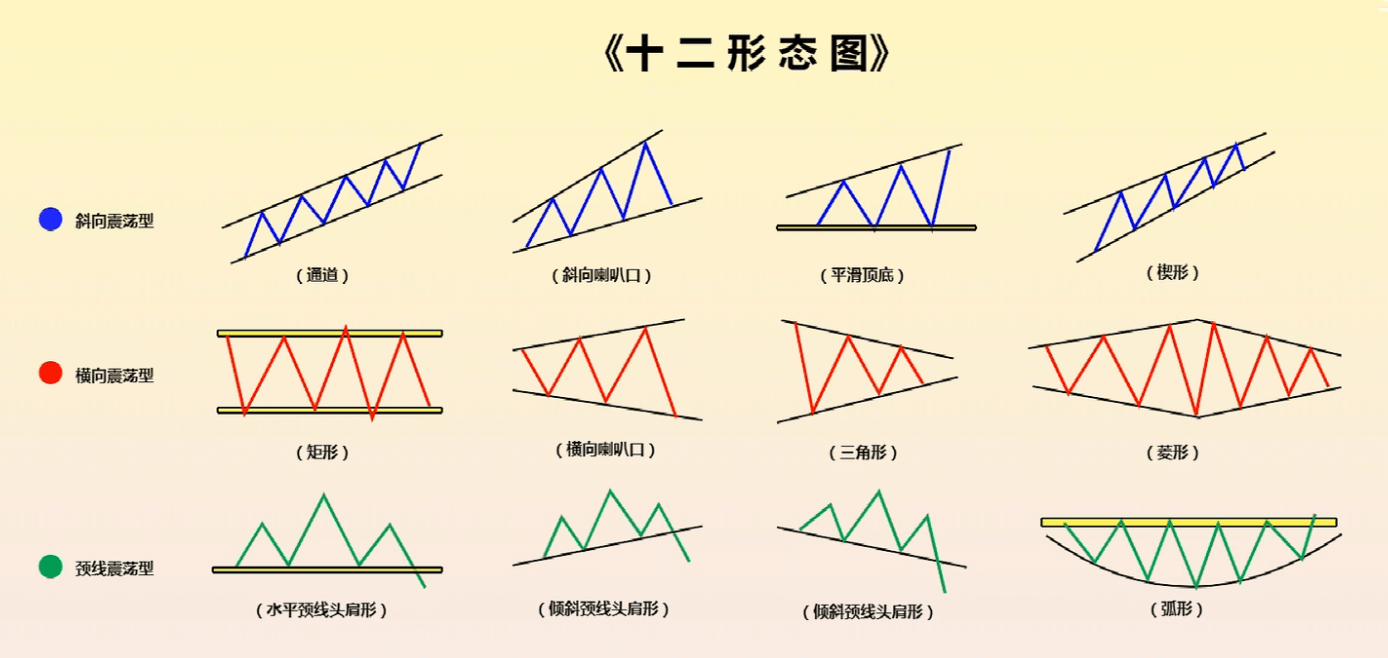 《十二形态图》
斜向震荡型
（通道）
（斜向喇叭口）
（平滑顶底）
（楔形）
横向震荡型
（矩形）
（横向喇叭口）
（三角形）
（菱形）
颈线震荡型
（水平颈线头肩形）
（倾斜颈线头肩形）
（倾斜颈线头肩形）
（弧形）